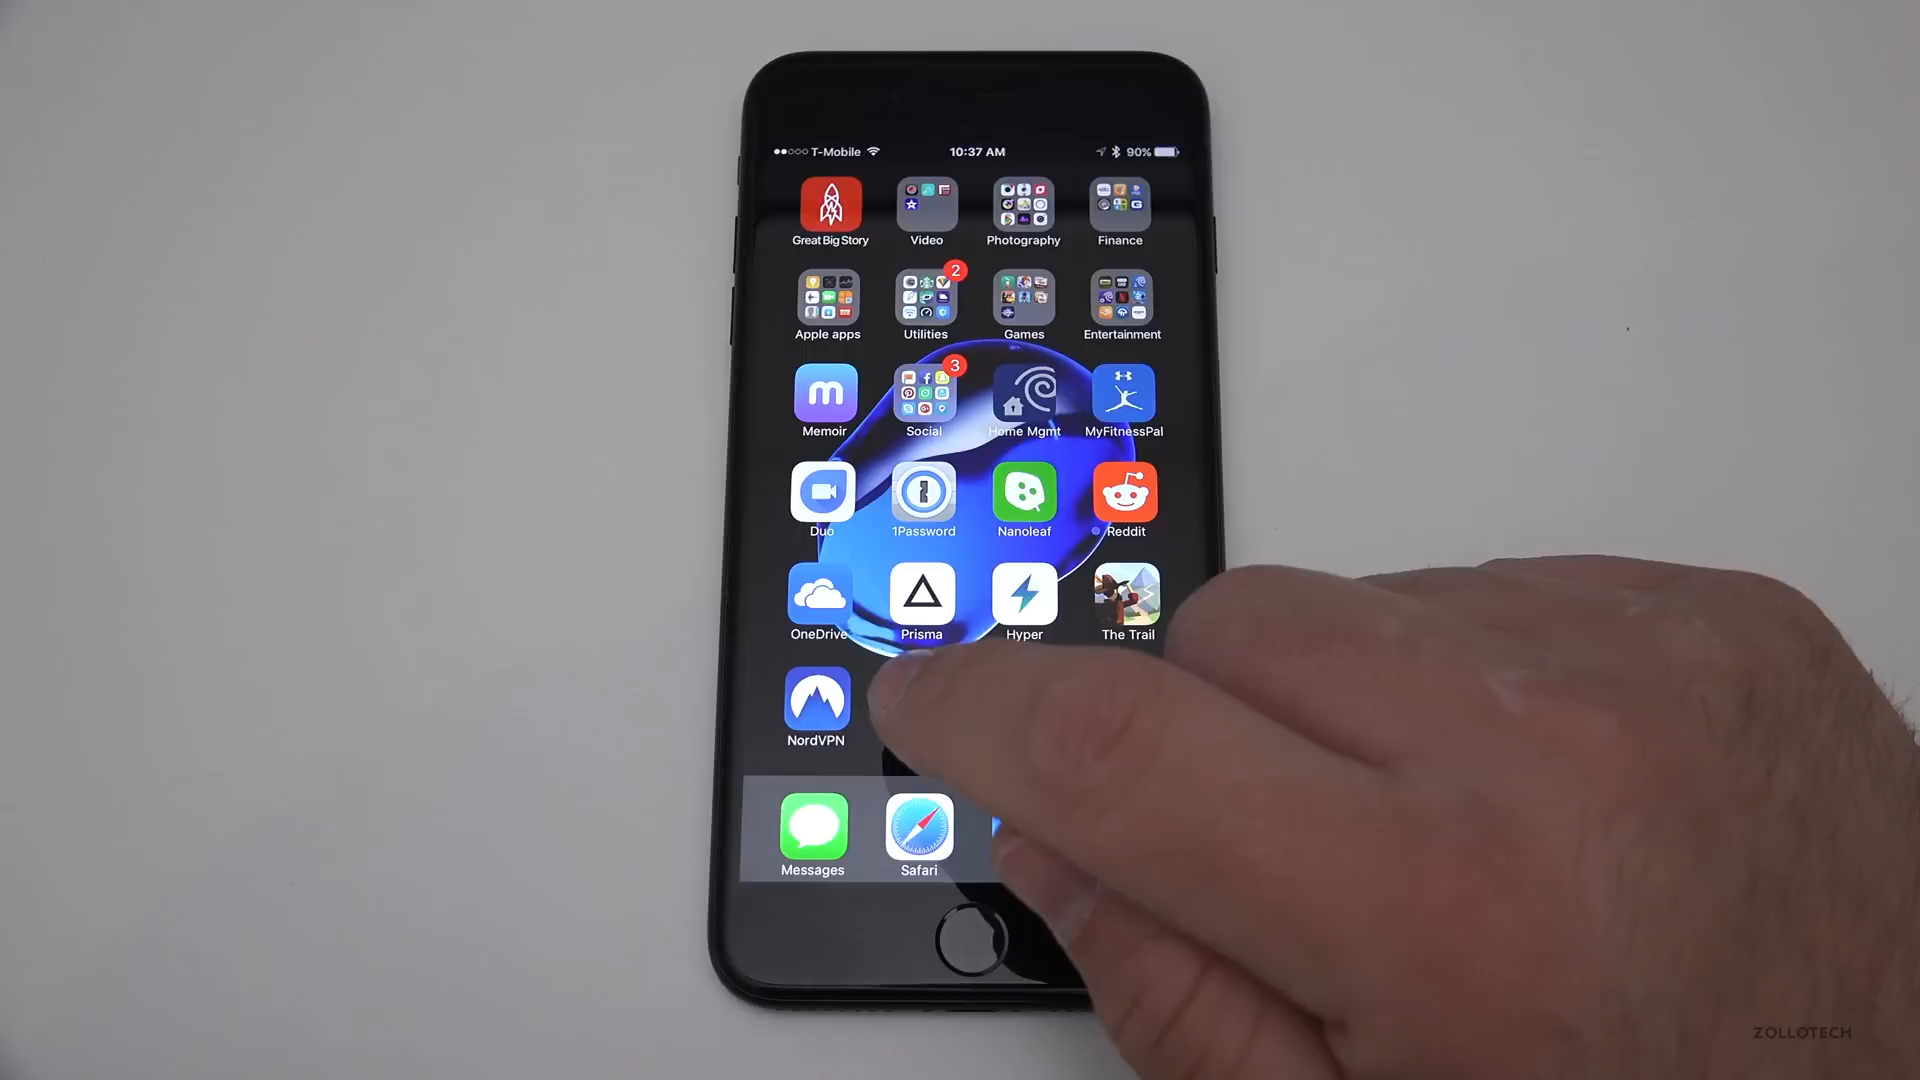 T-Mobile 10:37 AM 90%
Great Big Story Video Photography Finance
2
Apple apps Utilities Games Entertainment
3
Memoir Social Home Mgmt MyFitnessPal
Duo 1Password Nanoleaf Reddit
OneDrive Prisma Hyper The Trail
NordVPN
Messages Safari
ZOLLOTECH